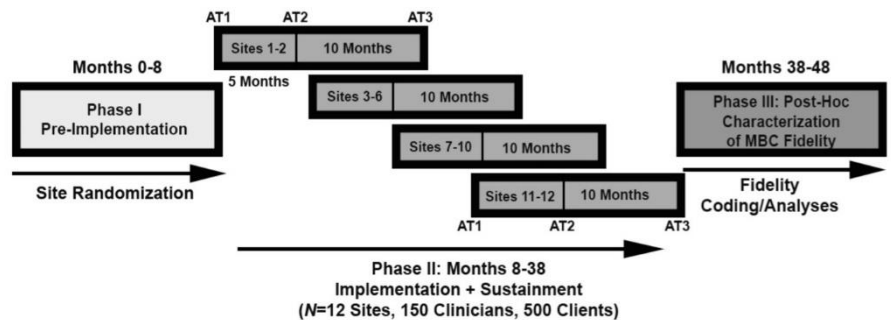 AT1
AT2
AT3
Months 0-8
Sites 1-2
10 Months
Months 38-48
5 Months
Phase I
Pre-Implementation
Sites 3-6
10 Months
Phase III: Post-Hoc
Characterization
of MBC Fidelity
Sites 7-10
10 Months
Site Randomization
Sites 11-12
10 Months
Fidelity
Coding/Analyses
AT1
AT2
AT3
Phase II: Months 8-38
Implementation + Sustainment
(N=12 Sites, 150 Clinicians, 500 Clients)